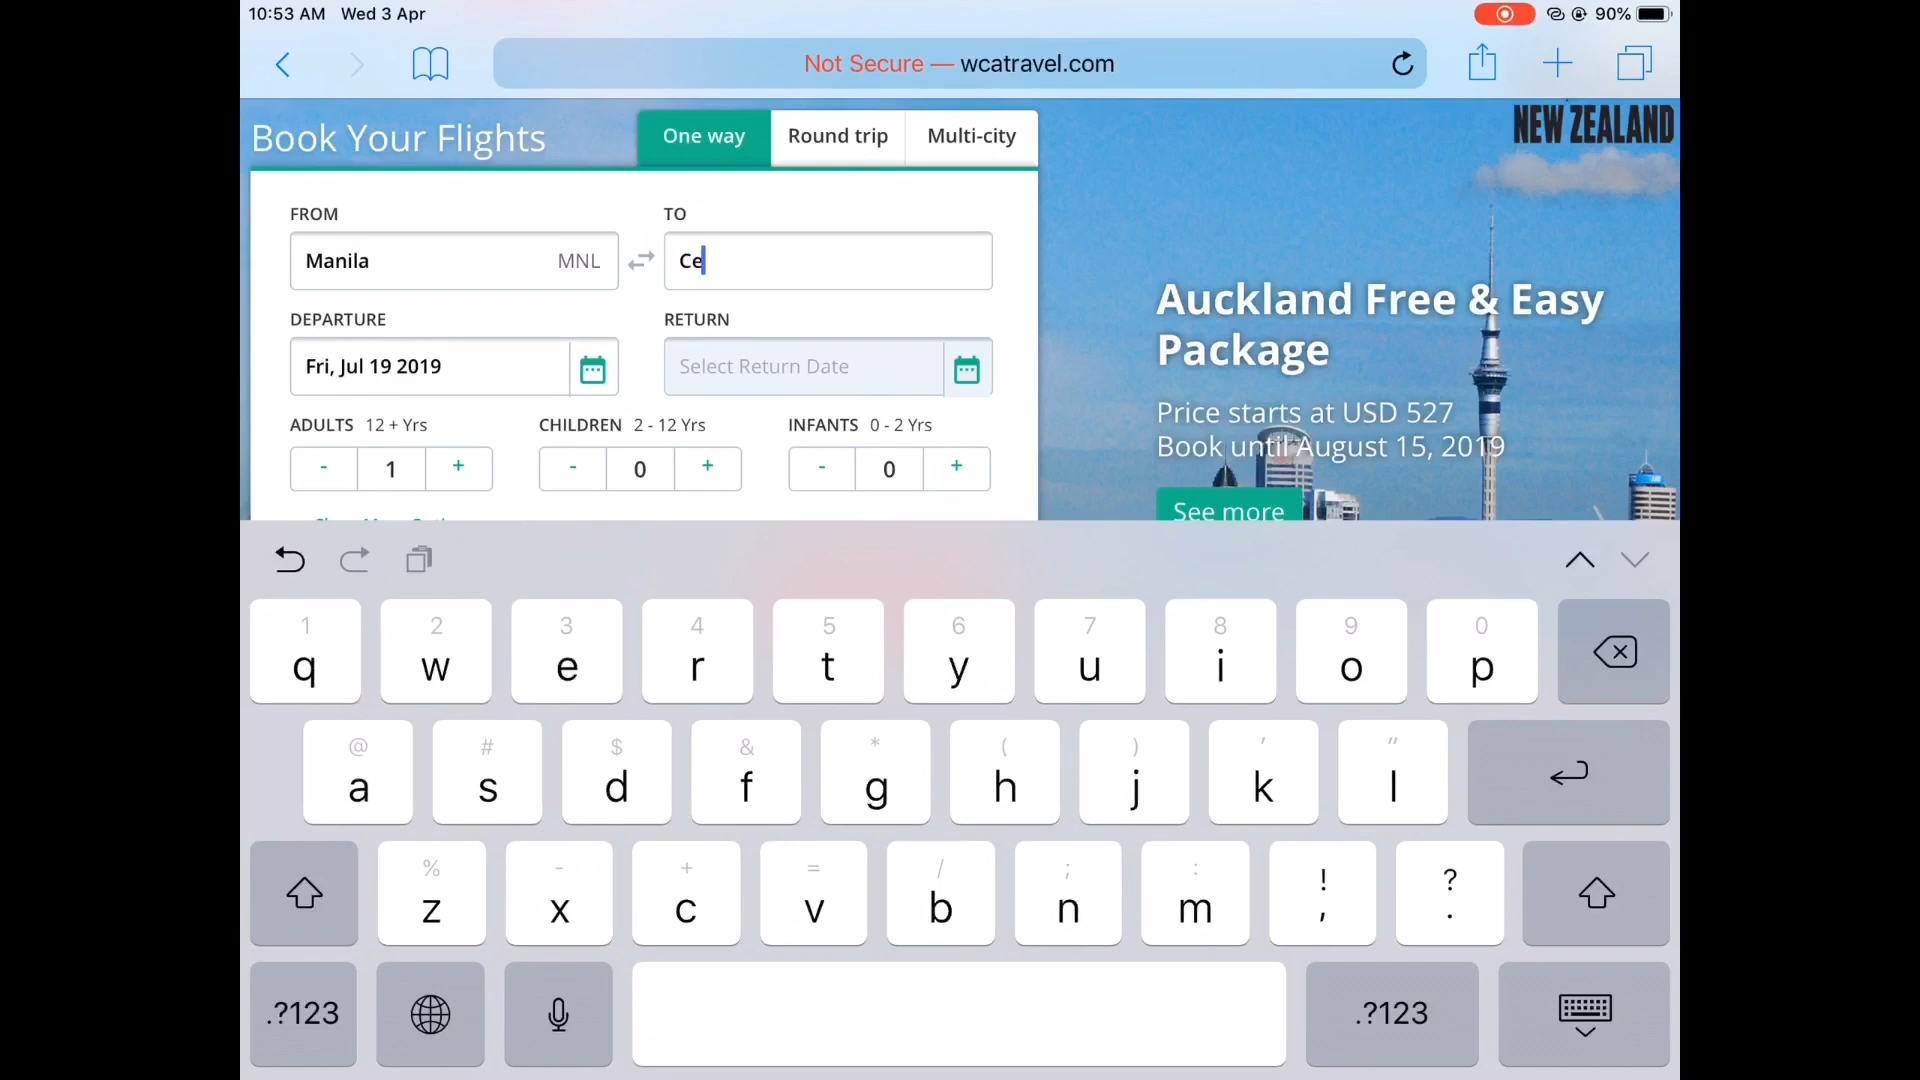 10:53 AM Wed 3 Apr
90%
Not Secure — wcatravel.com
Book Your Flights
One way
Round trip
Multi-city
NEW ZEALAND
FROM
TO
Manila MNL
Ce
DEPARTURE
RETURN
Fri, Jul 19 2019
Select Return Date
ADULTS 12 + Yrs
CHILDREN 2 - 12 Yrs
INFANTS 0 - 2 Yrs
- 1 +
- 0 +
- 0 +
Auckland Free & Easy
Package
Price starts at USD 527
Book until August 15, 2019
See more
1 2 3 4 5 6 7 8 9 0
q w e r t y u i o p
@ # $ & * ( ) ' "
a s d f g h j k l
% - + = / ; : ! ?
z x c v b n m , .
.?123 .?123